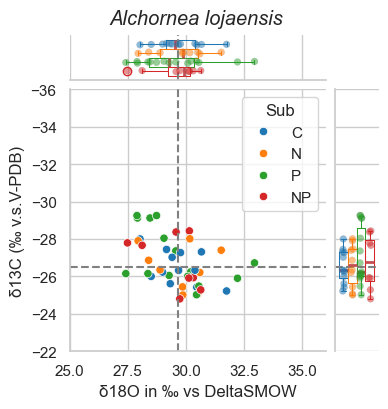 Alchornea lojaensis
−36
−34
−32
−30
−28
−26
−24
−22
δ13C (‰ v.s.V-PDB)
Sub
C
N
P
NP
25.0
27.5
30.0
32.5
35.0
δ18O in ‰ vs DeltaSMOW